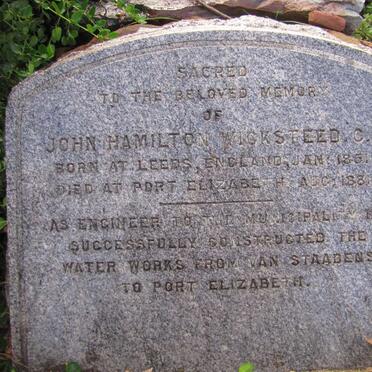 SACRED
TO THE BELOVED MEMORY
OF
JOHN HAMILTON WICKSTEED, C.
BORN AT LEEDS, ENGLAND, JAN: 185
DIED AT PORT ELIZABETH, AUG: 188
AS ENGINEER TO THE MUNICIPALITY
SUCCESSFULLY CONSTRUCTED THE
WATER WORKS FROM VAN STAADENS
TO PORT ELIZABETH.